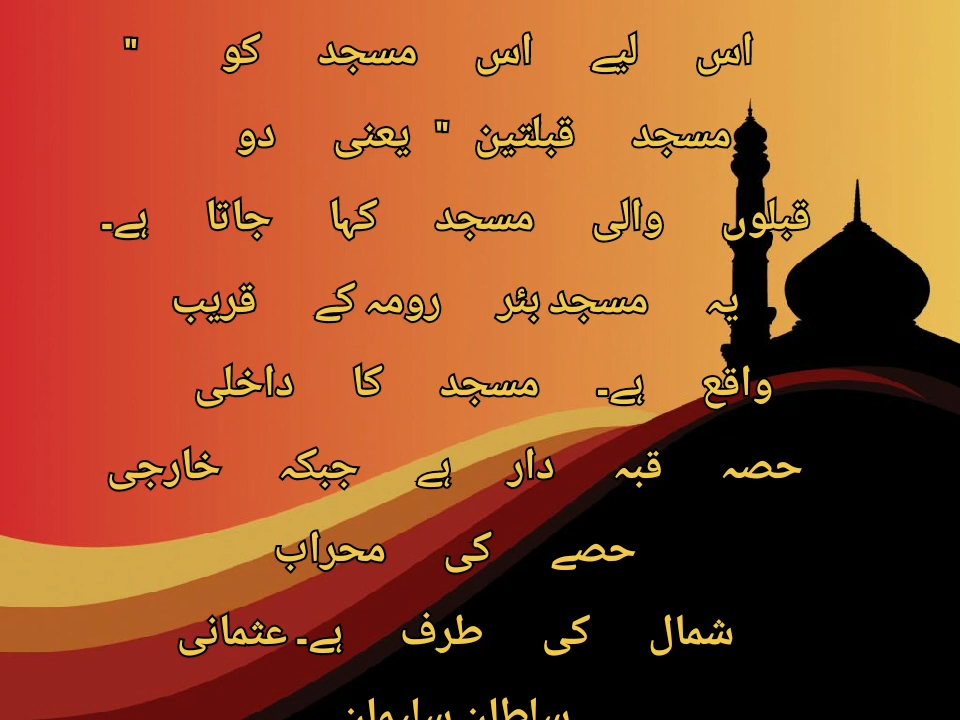 اس لیے اس مسجد کو "
مسجد قبلتین " یعنی دو
قبلوں والی مسجد کہا جاتا ہے۔
یہ مسجد بئر رومہ کے قریب
واقع ہے۔ مسجد کا داخلی
حصہ قبہ دار ہے جبکہ خارجی
حصے کی محراب
شمال کی طرف ہے۔ عثمانی